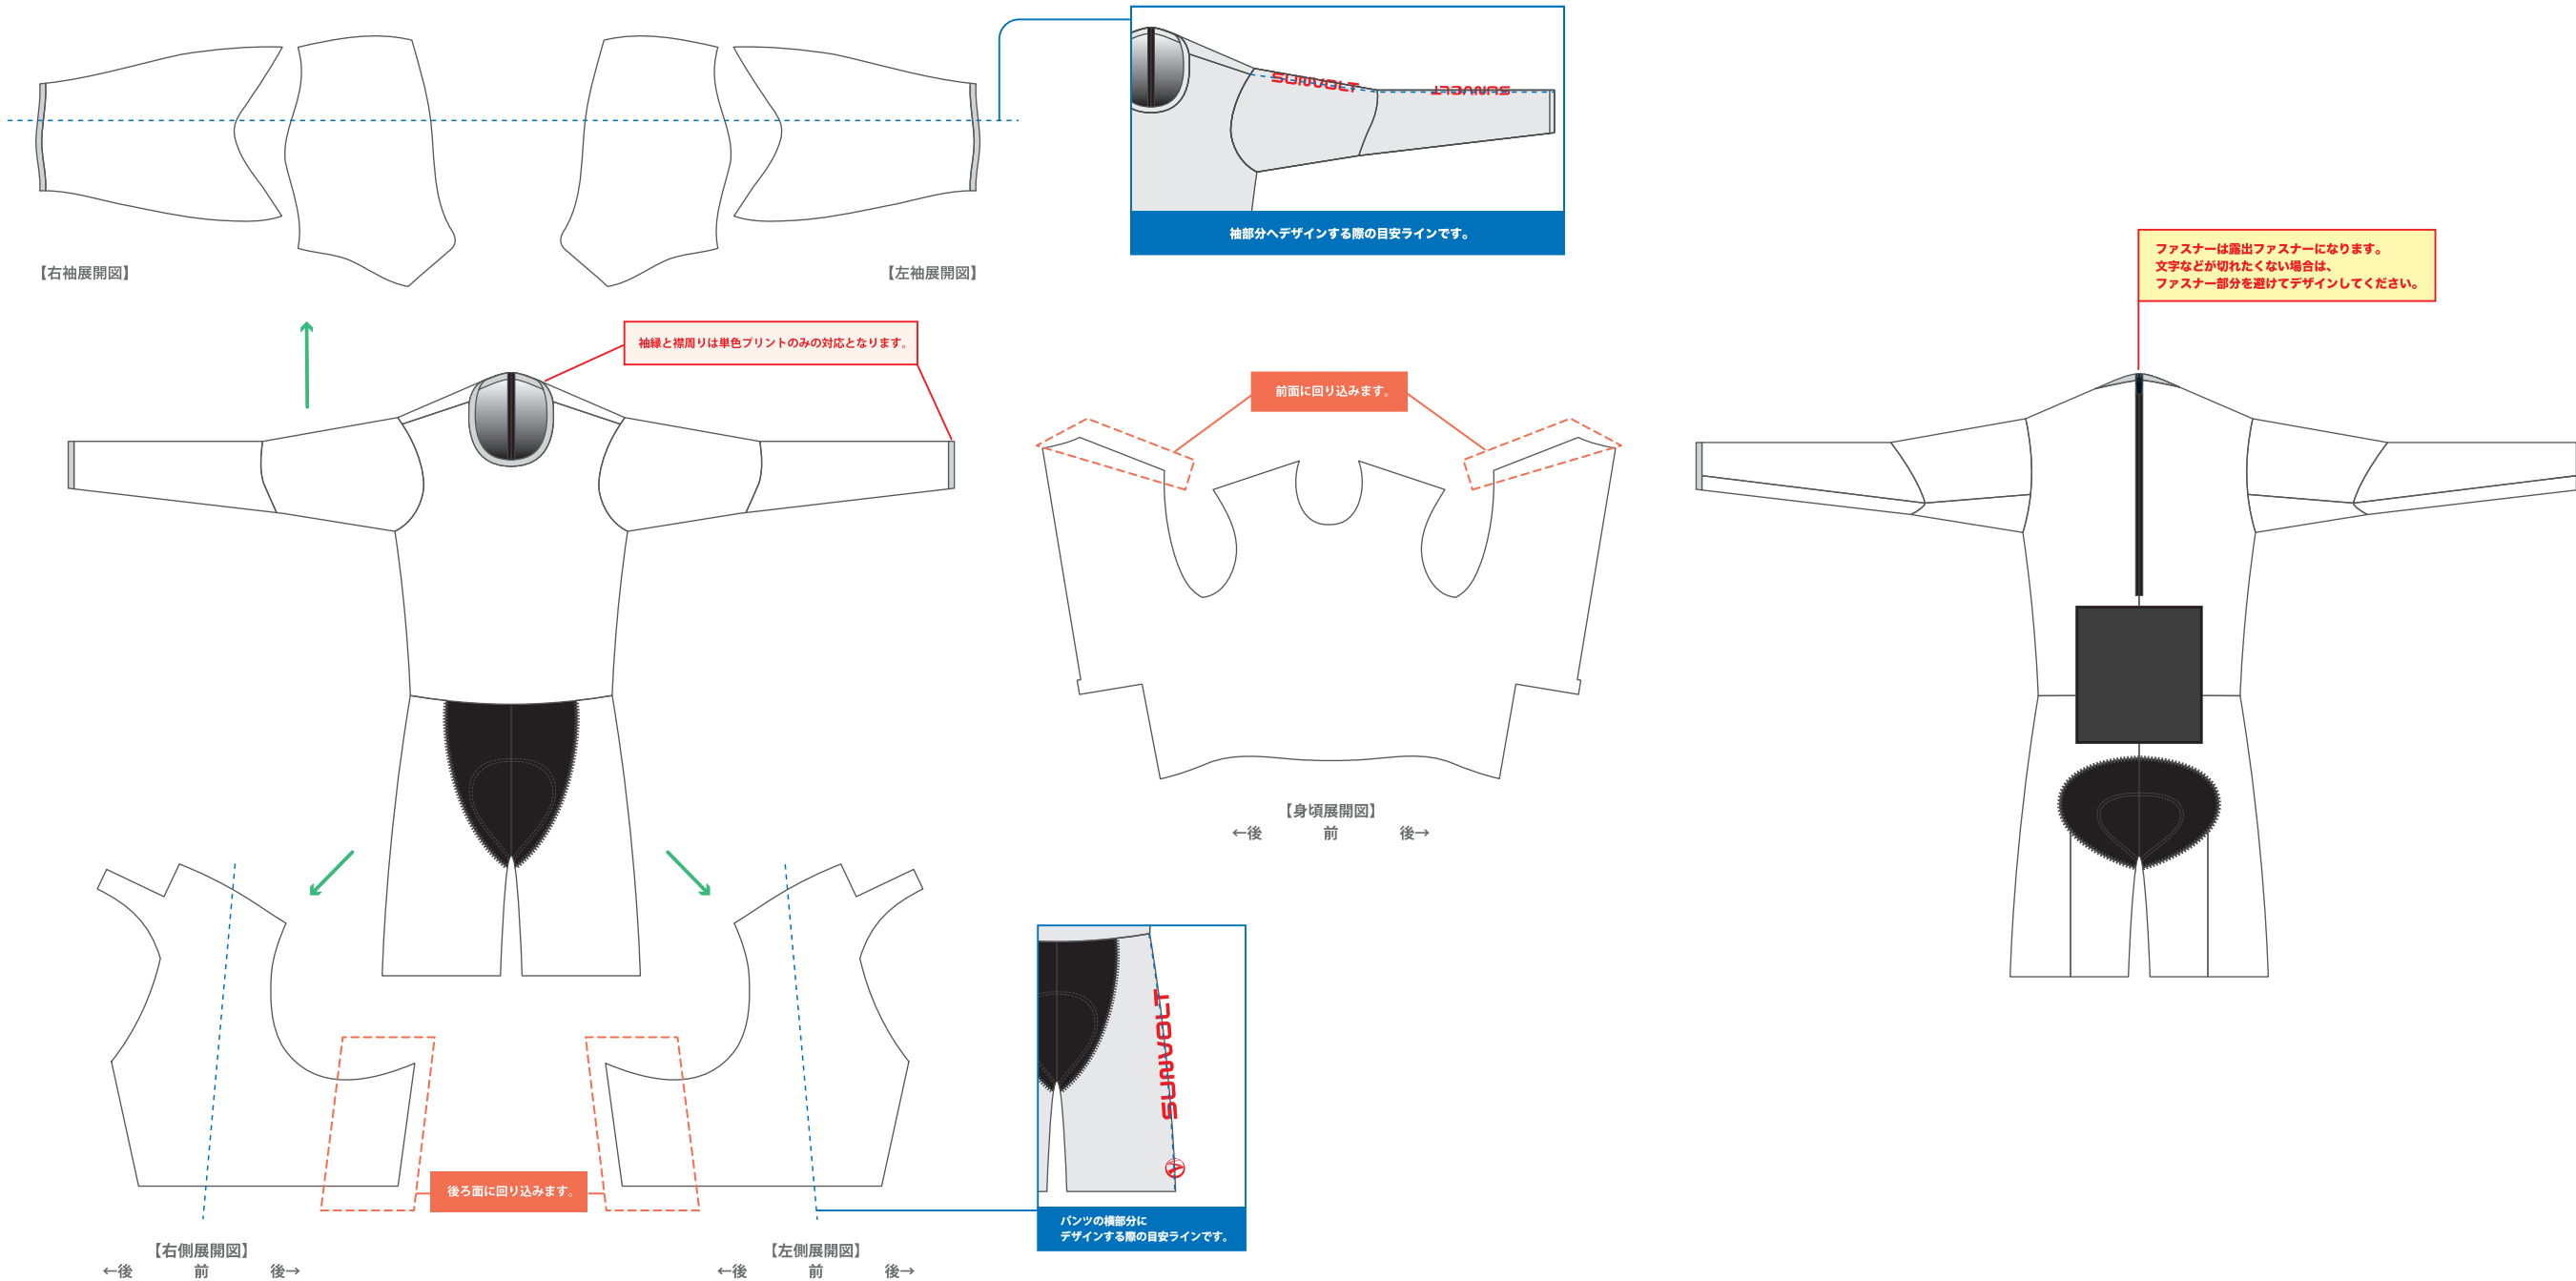 SUNVOLT
SUNVOLT
袖部分へデザインする際の目安ラインです。
【右袖展開図】
【左袖展開図】
ファスナーは露出ファスナーになります。
文字などが切れたくない場合は、
ファスナー部分を避けてデザインしてください。
袖縁と襟周りは単色プリントのみの対応となります。
前面に回り込みます。
【身頃展開図】
←後 前 後→
SUNVOLT
後ろ面に回り込みます。
パンツの横部分に
デザインする際の目安ラインです。
【右側展開図】
←後 前 後→
【左側展開図】
←後 前 後→